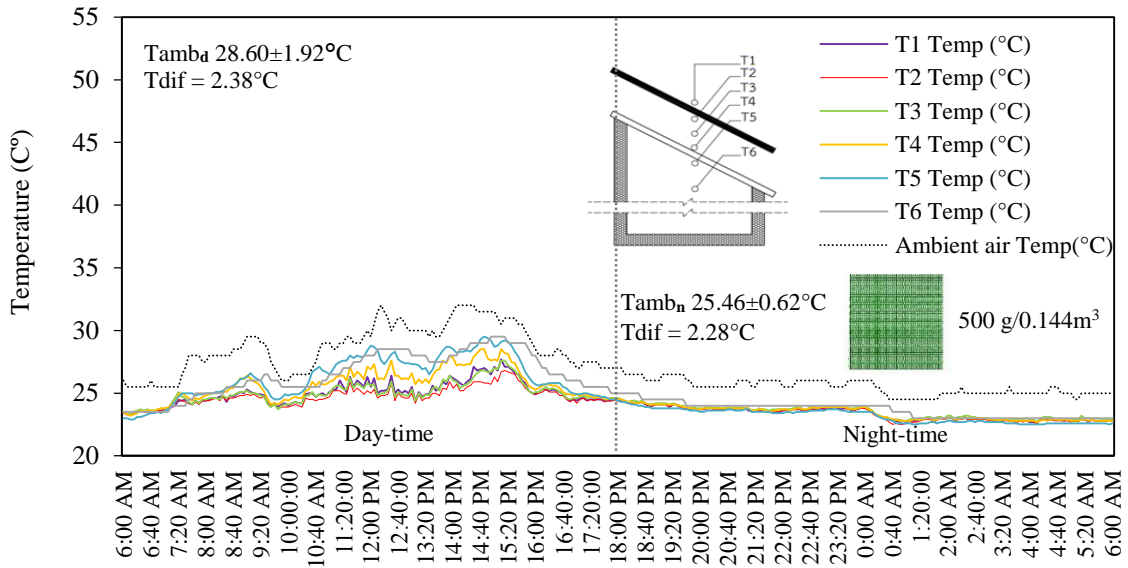 55
50
45
40
35
30
25
20
Temperature (C°)
Tamb_d 28.60±1.92°C
Tdif = 2.38°C
T1
T2
T3
T4
T5
T6
T1 Temp (°C)
T2 Temp (°C)
T3 Temp (°C)
T4 Temp (°C)
T5 Temp (°C)
T6 Temp (°C)
Ambient air Temp(°C)
Tamb_n 25.46±0.62°C
Tdif = 2.28°C
500 g/0.144m³
Day-time
Night-time
6:00 AM
6:40 AM
7:20 AM
8:00 AM
8:40 AM
9:20 AM
10:00:00
10:40 AM
11:20:00
12:00 PM
12:40:00
13:20 PM
14:00 PM
14:40 PM
15:20 PM
16:00 PM
16:40:00
17:20:00
18:00 PM
18:40 PM
19:20 PM
20:00 PM
20:40 PM
21:20 PM
22:00 PM
22:40 PM
23:20 PM
0:00 AM
0:40 AM
1:20:00
2:00 AM
2:40:00
3:20 AM
4:00 AM
4:40 AM
5:20 AM
6:00 AM